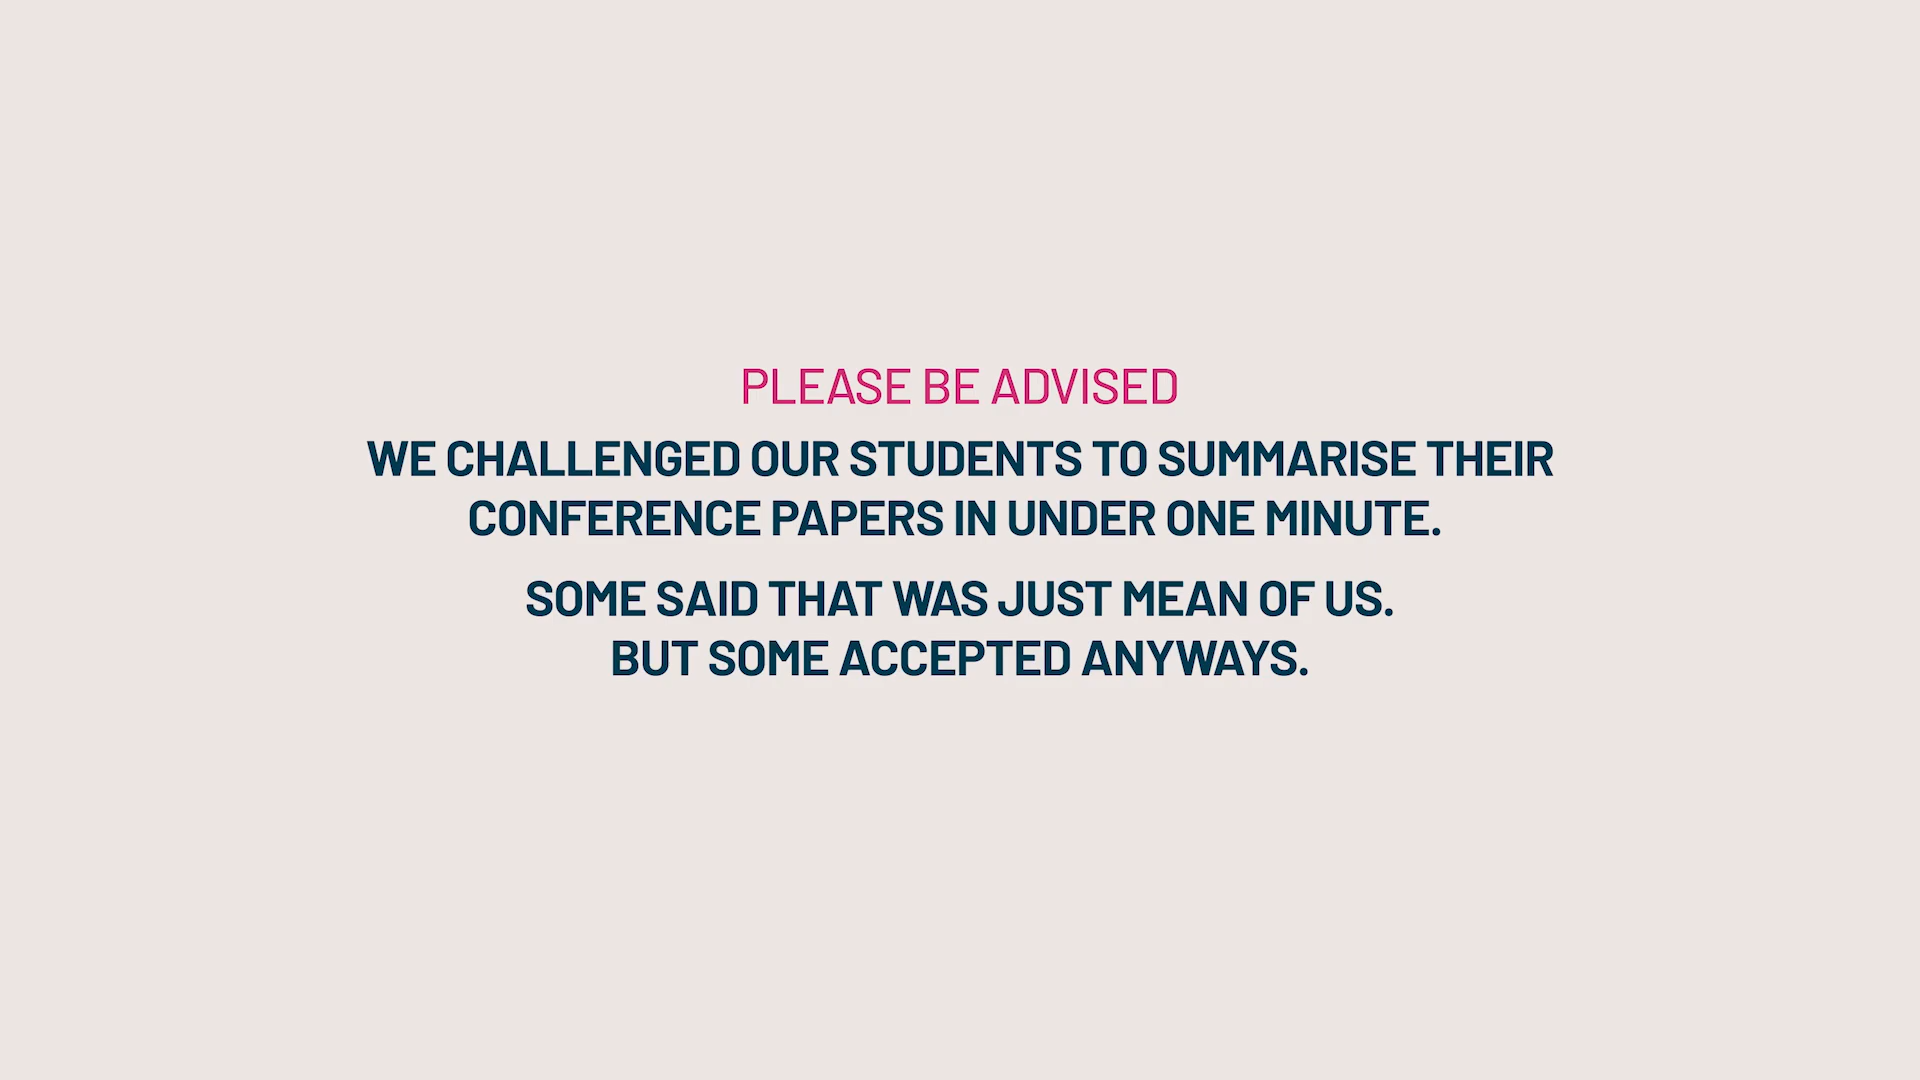 PLEASE BE ADVISED
WE CHALLENGED OUR STUDENTS TO SUMMARISE THEIR
CONFERENCE PAPERS IN UNDER ONE MINUTE.
SOME SAID THAT WAS JUST MEAN OF US.
BUT SOME ACCEPTED ANYWAYS.